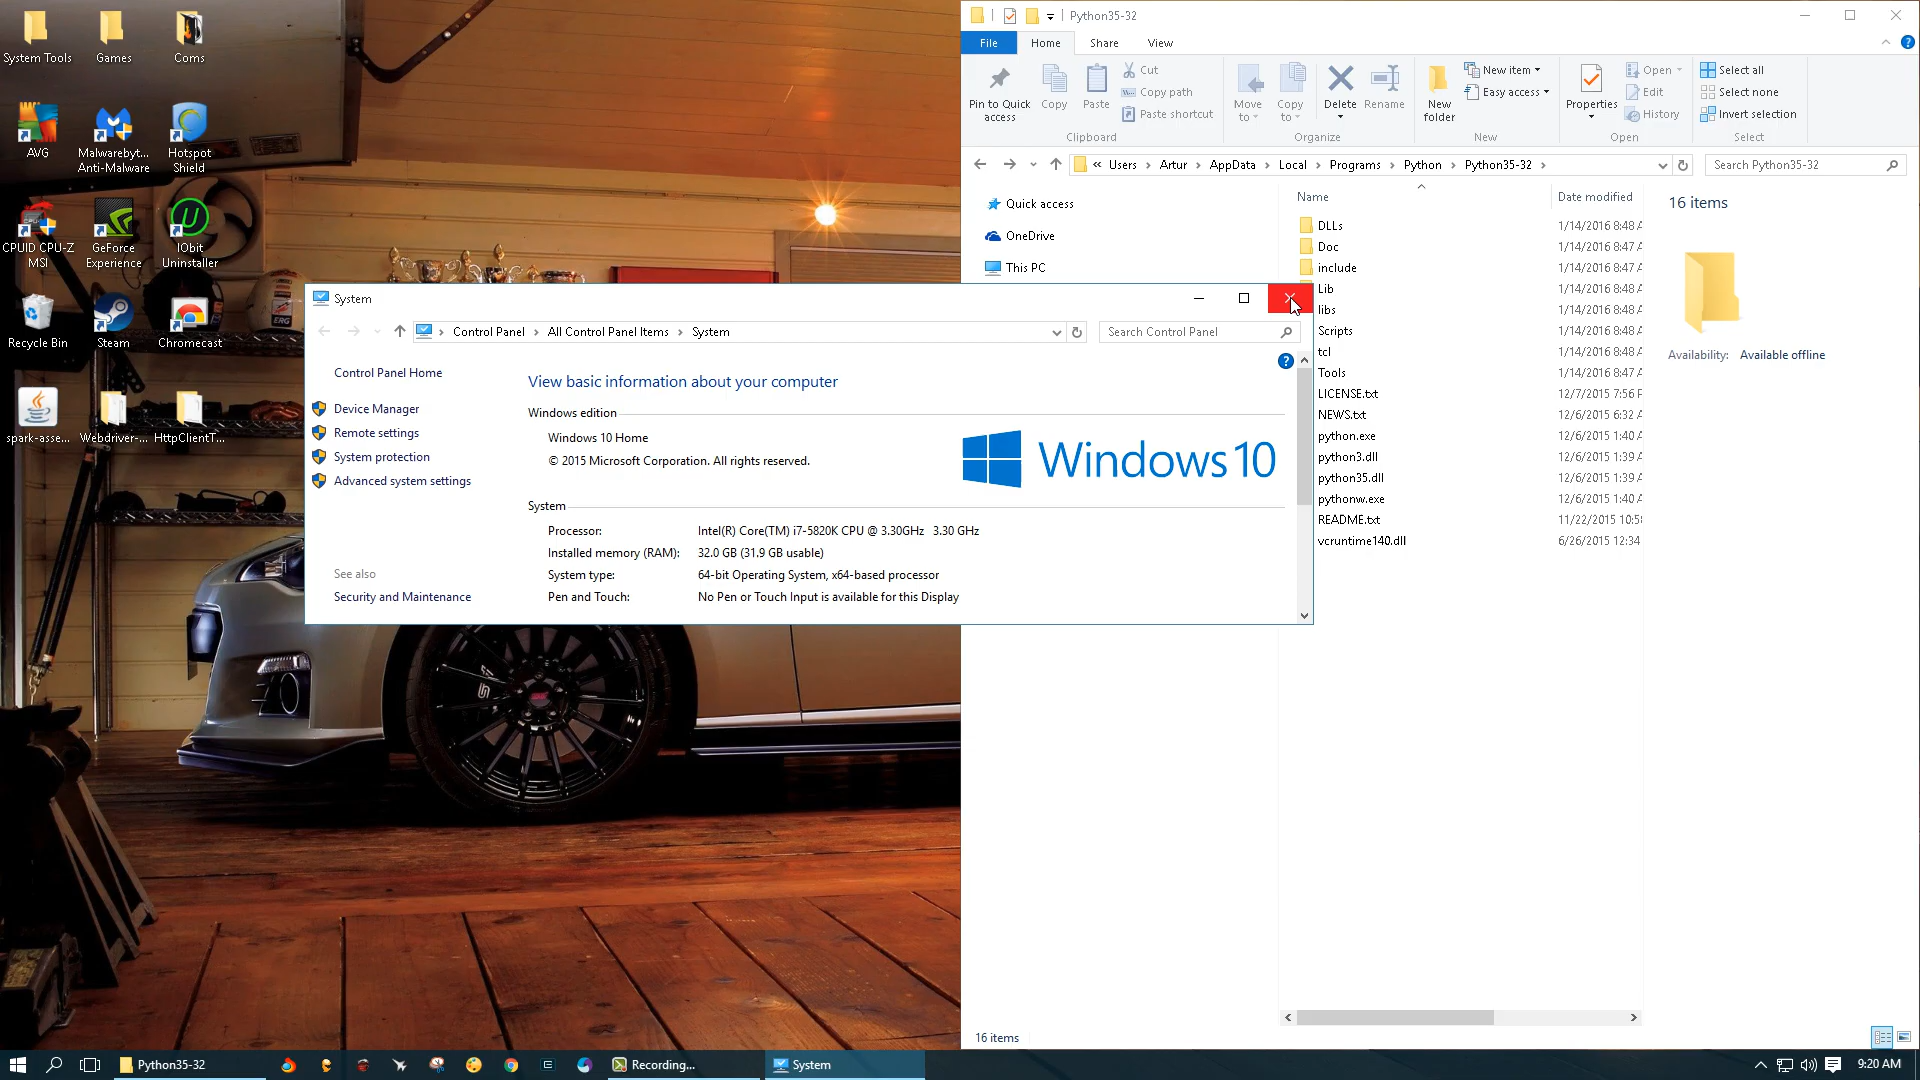 System Tools
Games
Coms
AVG
Malwareby...
Anti-Malware
Hotspot
Shield
CPUID CPU-Z
MSI
GeForce
Experience
IObit
Uninstaller
Recycle Bin
Steam
Chromecast
spark-asse...
Webdriver-...
HttpClientT...
Python35-32
File
Home
Share
View
Pin to Quick
access
Copy
Paste
Cut
Copy path
Paste shortcut
Clipboard
Move
to
Copy
to
Delete
Rename
Organize
New
folder
New item
Easy access
New
Properties
Open
Edit
History
Open
Select all
Select none
Invert selection
Select
« Users > Artur > AppData > Local > Programs > Python > Python35-32 >
Search Python35-32
Quick access
OneDrive
This PC
Name
Date modified
DLLs 1/14/2016 8:48 A
Doc 1/14/2016 8:47 A
include 1/14/2016 8:47 A
Lib 1/14/2016 8:48 A
libs 1/14/2016 8:48 A
Scripts 1/14/2016 8:48 A
tcl 1/14/2016 8:48 A
Tools 1/14/2016 8:47 A
LICENSE.txt 12/7/2015 7:56 P
NEWS.txt 12/6/2015 6:32 A
python.exe 12/6/2015 1:40 A
python3.dll 12/6/2015 1:39 A
python35.dll 12/6/2015 1:39 A
pythonw.exe 12/6/2015 1:40 A
README.txt 11/22/2015 10:58
vcruntime140.dll 6/26/2015 12:34
16 items
Availability: Available offline
16 items
System
Control Panel > All Control Panel Items > System
Search Control Panel
Control Panel Home
Device Manager
Remote settings
System protection
Advanced system settings
See also
Security and Maintenance
View basic information about your computer
Windows edition
Windows 10 Home
© 2015 Microsoft Corporation. All rights reserved.
Windows 10
System
Processor: Intel(R) Core(TM) i7-5820K CPU @ 3.30GHz 3.30 GHz
Installed memory (RAM): 32.0 GB (31.9 GB usable)
System type: 64-bit Operating System, x64-based processor
Pen and Touch: No Pen or Touch Input is available for this Display
Python35-32
Recording...
System
9:20 AM